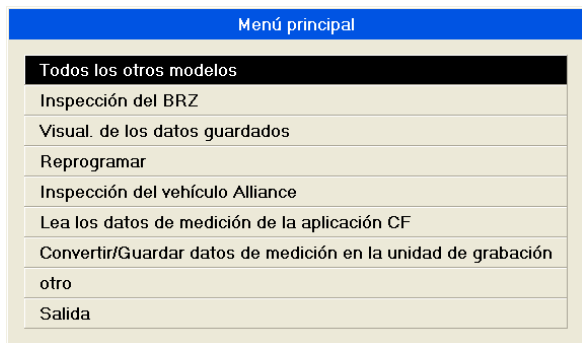 Menú principal
Todos los otros modelos
Inspección del BRZ
Visual. de los datos guardados
Reprogramar
Inspección del vehículo Alliance
Lea los datos de medición de la aplicación CF
Convertir/Guardar datos de medición en la unidad de grabación
otro
Salida